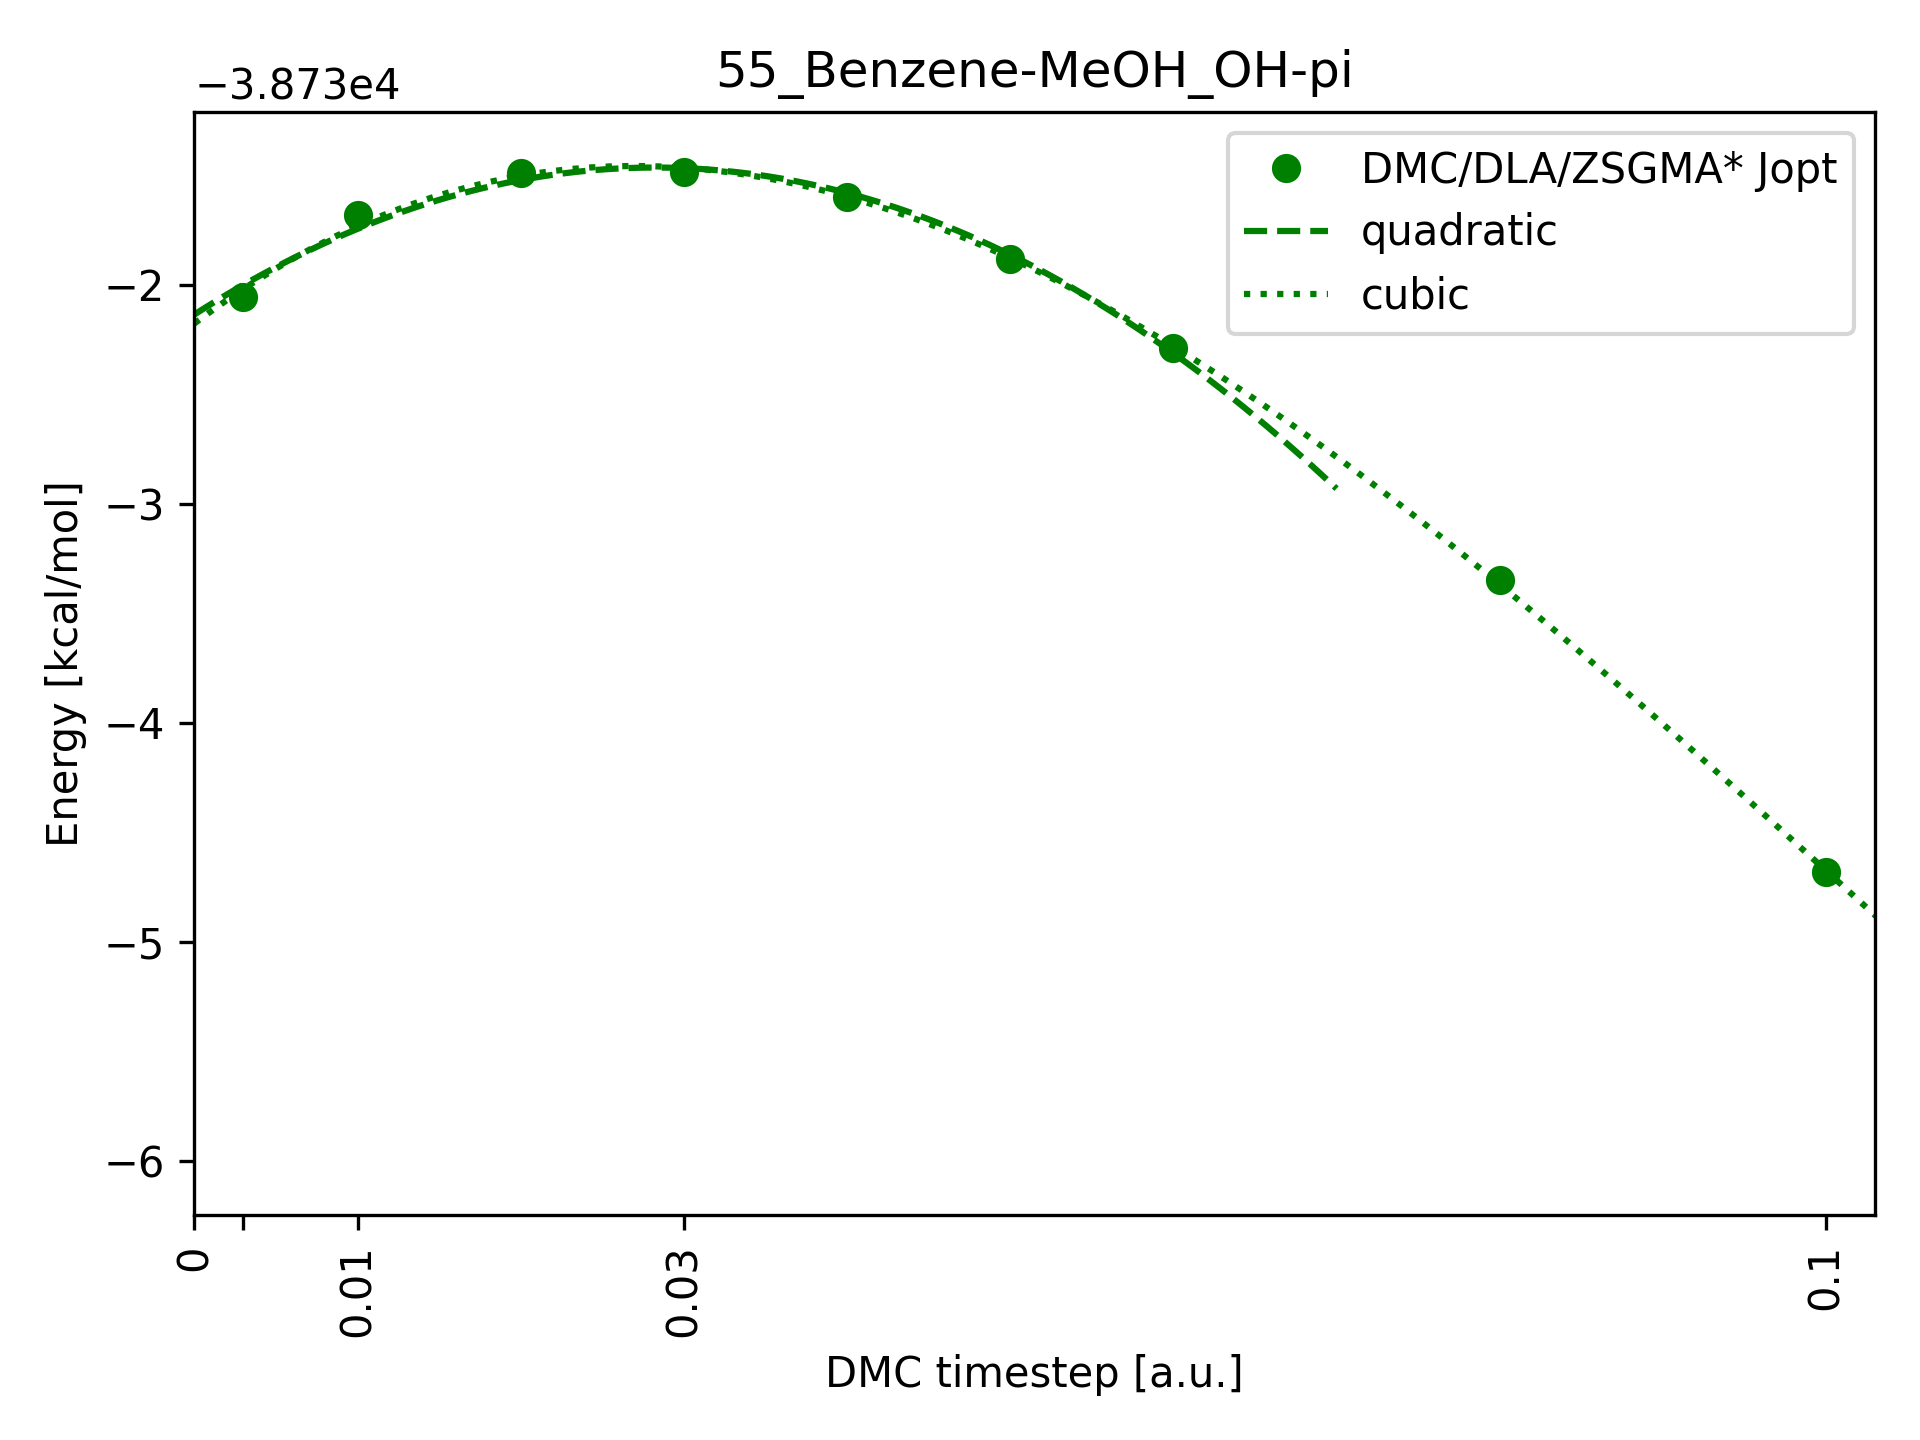 55_Benzene-MeOH_OH-pi
−3.873e4
DMC/DLA/ZSGMA* Jopt
quadratic
cubic
−2
−3
−4
−5
−6
Energy [kcal/mol]
0
0.01
0.03
0.1
DMC timestep [a.u.]